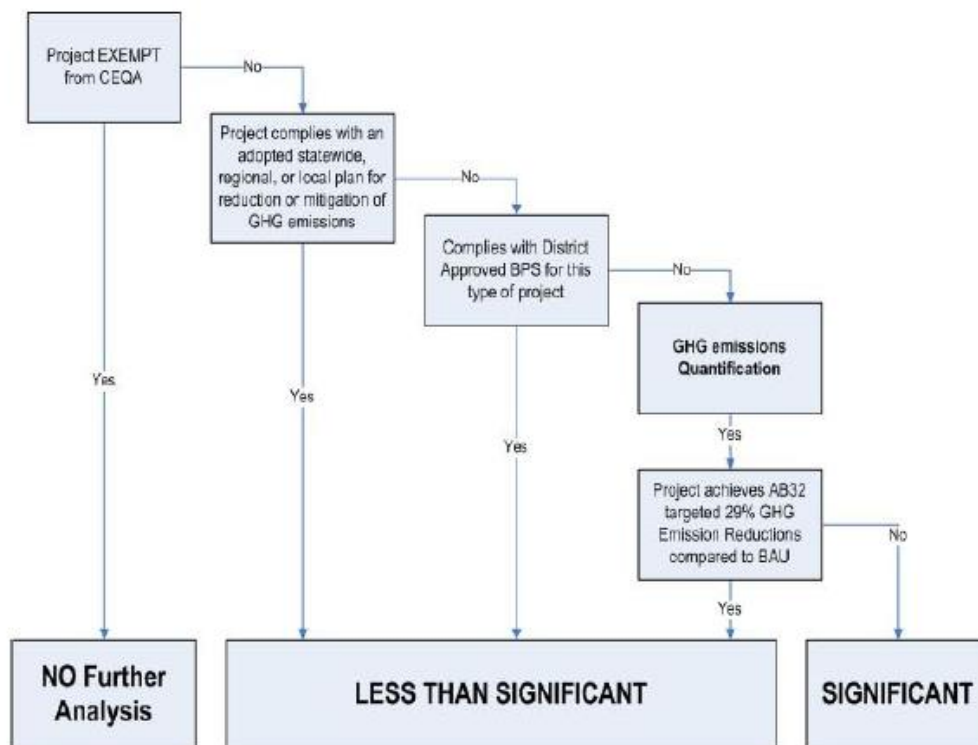 Project EXEMPT
from CEQA
No
Project complies with an
adopted statewide,
regional, or local plan for
reduction or mitigation of
GHG emissions
No
Complies with District
Approved BPS for this
type of project
No
GHG emissions
Quantification
Yes
Yes
Yes
Yes
Project achieves AB32
targeted 29% GHG
Emission Reductions
compared to BAU
No
Yes
NO Further
Analysis
LESS THAN SIGNIFICANT
SIGNIFICANT